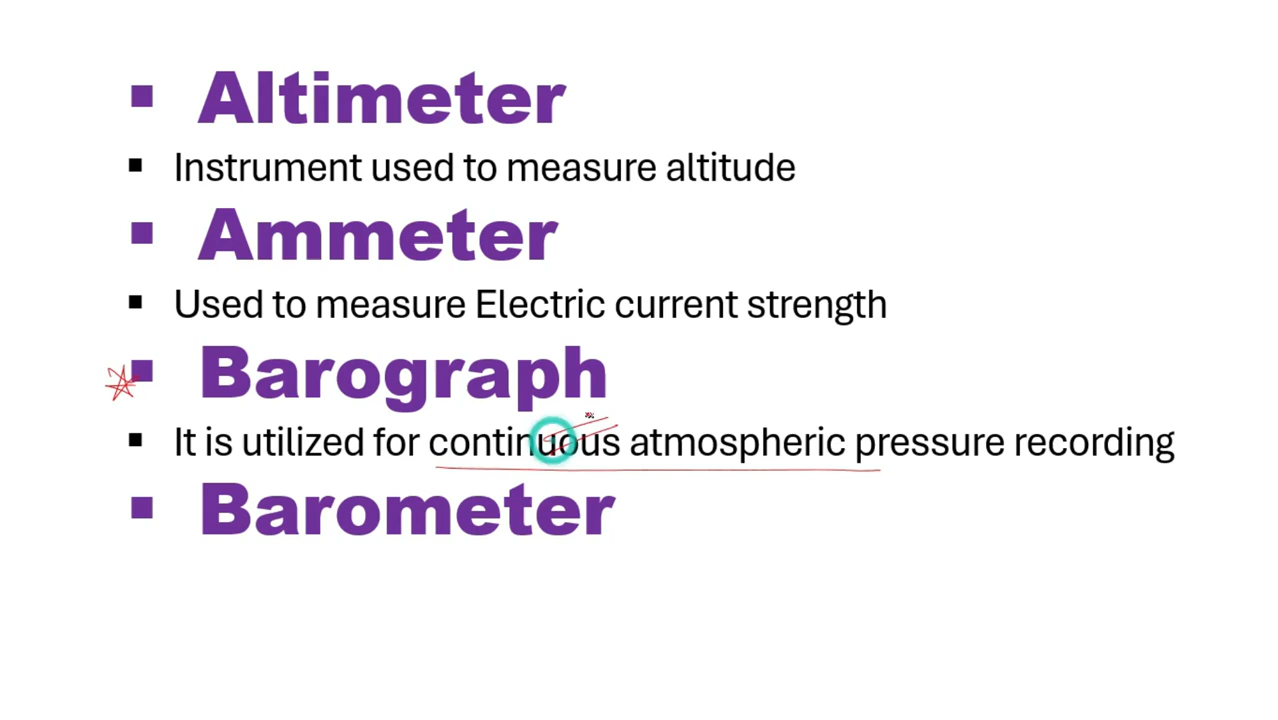 ▪ Altimeter
▪ Instrument used to measure altitude
▪ Ammeter
▪ Used to measure Electric current strength
▪ Barograph
▪ It is utilized for continuous atmospheric pressure recording
▪ Barometer